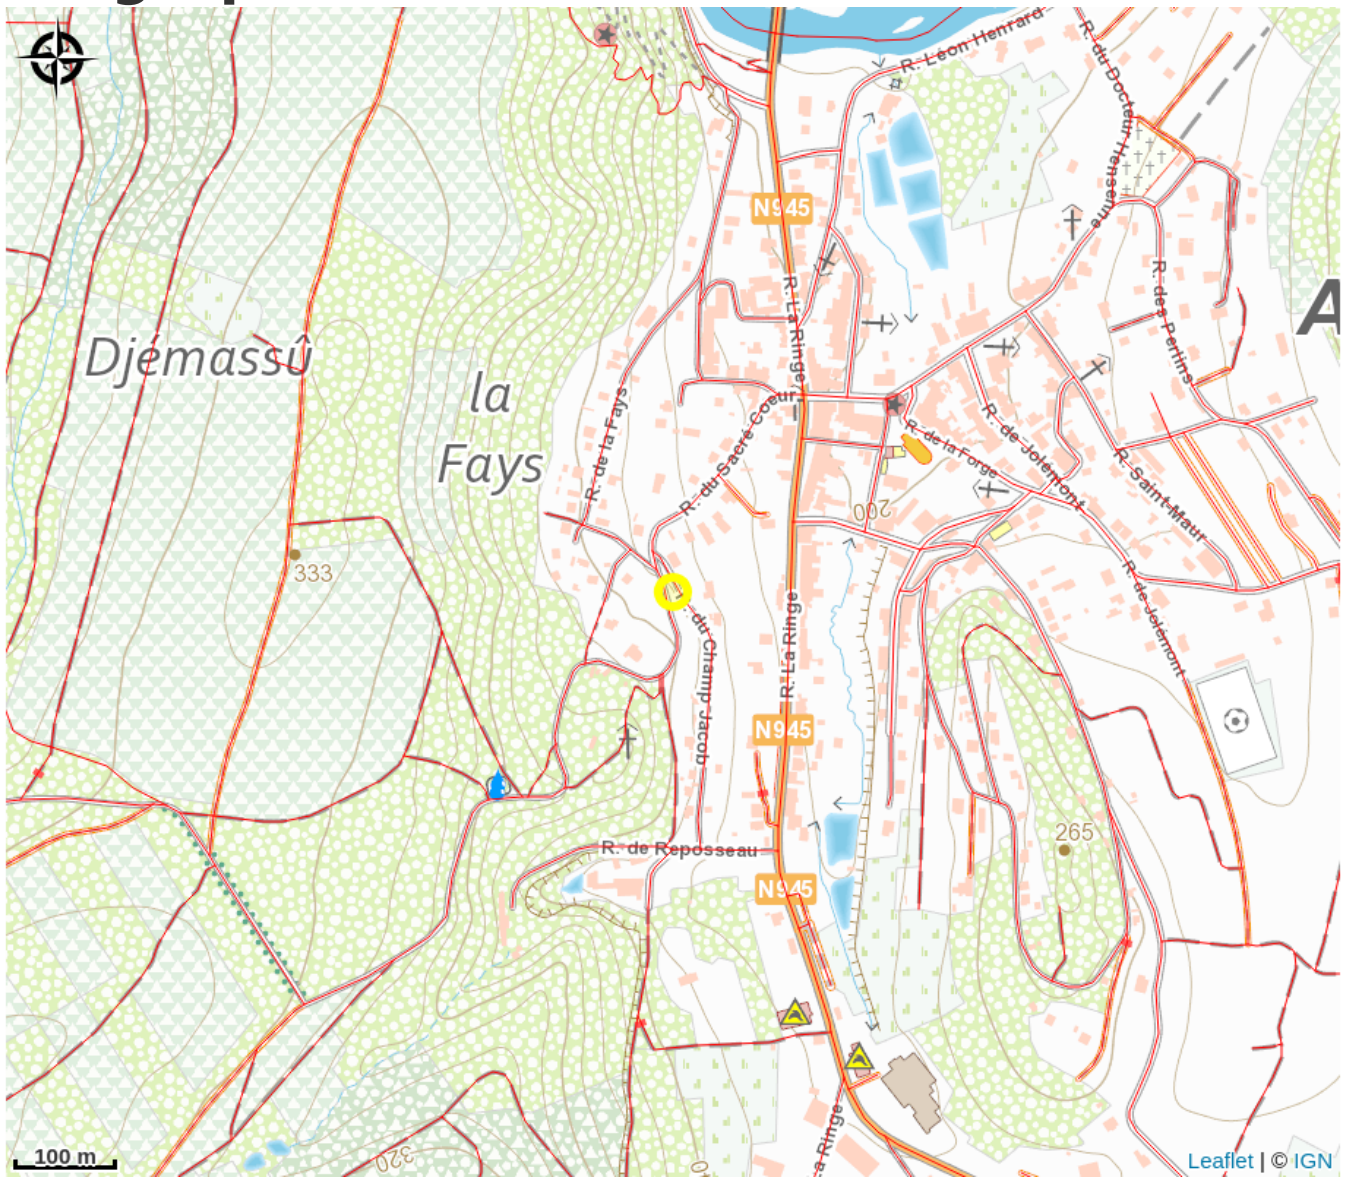 R. Léon Henrard
R. du Docteur Hensenne
N945
R. La Ringe
R. des Perlins
A
Djemassû
la
Fays
R. de la Fays
R. du Sacré Coeur
R. de la Forge
R. de Jolémont
R. Saint-Maur
200
333
R. La Ringe
R. du Champ Jacob
R. de Jolémont
N945
265
R. de Reposseau
N945
320
La Ringe
100 m
Leaflet | © IGN